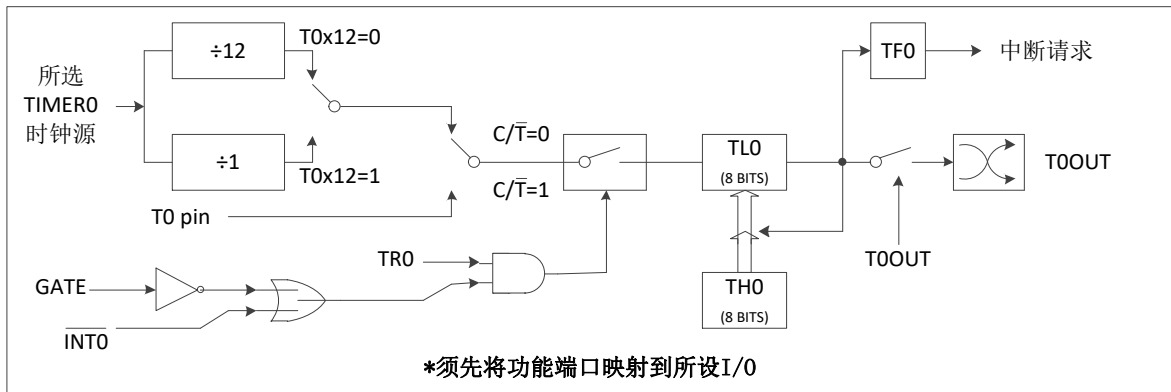 所选
TIMER0
时钟源
÷12
T0x12=0
÷1
T0x12=1
T0 pin
C/T̅=0
C/T̅=1
TR0
GATE
I̅N̅T̅0̅
TL0
(8 BITS)
TH0
(8 BITS)
TF0
中断请求
T0OUT
T0OUT
*须先将功能端口映射到所设I/0